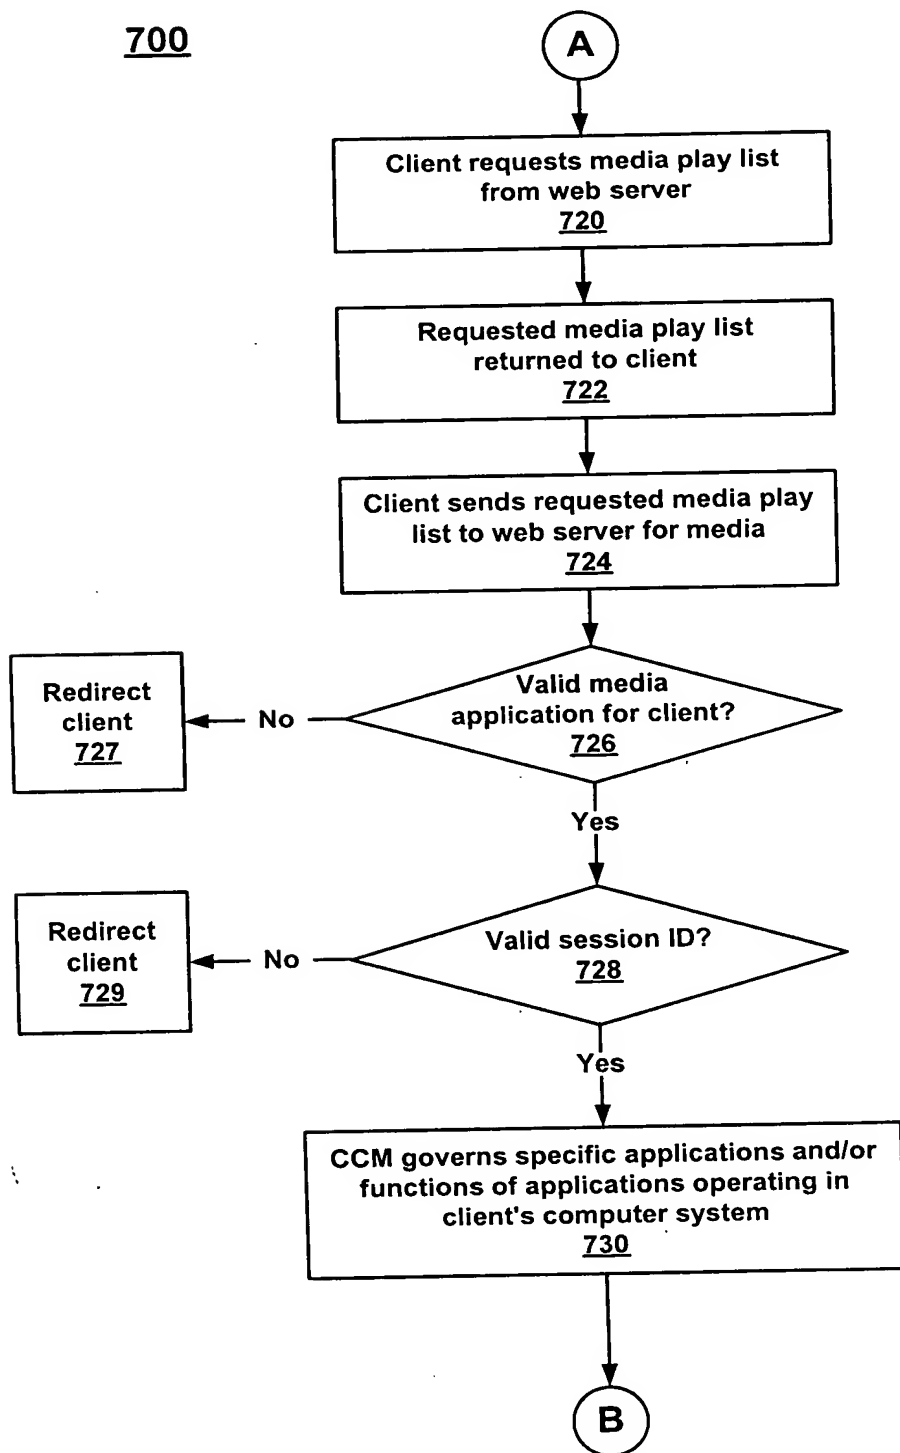 700
A
Client requests media play list
from web server
720
Requested media play list
returned to client
722
Client sends requested media play
list to web server for media
724
Valid media
application for client?
726
No
Redirect
client
727
Yes
Valid session ID?
728
No
Redirect
client
729
Yes
CCM governs specific applications and/or
functions of applications operating in
client's computer system
730
B